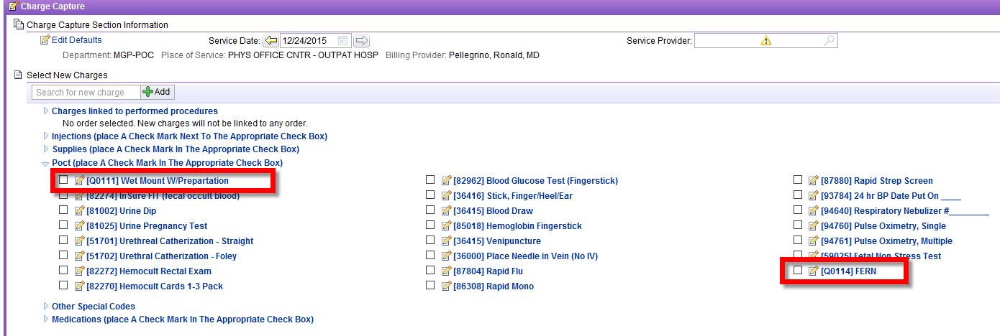 Charge Capture
Charge Capture Section Information
Edit Defaults Service Date: 12/24/2015 Service Provider:
Department: MGP-POC Place of Service: PHYS OFFICE CNTR - OUTPAT HOSP Billing Provider: Pellegrino, Ronald, MD
Select New Charges
Search for new charge Add
Charges linked to performed procedures
No order selected. New charges will not be linked to any order.
Injections (place A Check Mark Next To The Appropriate Check Box)
Supplies (place A Check Mark In The Appropriate Check Box)
Poct (place A Check Mark In The Appropriate Check Box)
[Q0111] Wet Mount W/Prepartation [82962] Blood Glucose Test (Fingerstick) [87880] Rapid Strep Screen
[82274] InSure FIT (fecal occult blood) [36416] Stick, Finger/Heel/Ear [93784] 24 hr BP Date Put On ____
[81002] Urine Dip [36415] Blood Draw [94640] Respiratory Nebulizer #________
[81025] Urine Pregnancy Test [85018] Hemoglobin Fingerstick [94760] Pulse Oximetry, Single
[51701] Urethreal Catherization - Straight [36415] Venipuncture [94761] Pulse Oximetry, Multiple
[51702] Urethral Catherization - Foley [36000] Place Needle in Vein (No IV) [59025] Fetal Non Stress Test
[82272] Hemocult Rectal Exam [87804] Rapid Flu [Q0114] FERN
[82270] Hemocult Cards 1-3 Pack [86308] Rapid Mono
Other Special Codes
Medications (place A Check Mark In The Appropriate Check Box)